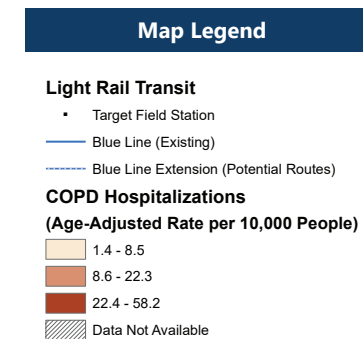 Map Legend
Light Rail Transit
Target Field Station
Blue Line (Existing)
Blue Line Extension (Potential Routes)
COPD Hospitalizations
(Age-Adjusted Rate per 10,000 People)
1.4 - 8.5
8.6 - 22.3
22.4 - 58.2
Data Not Available